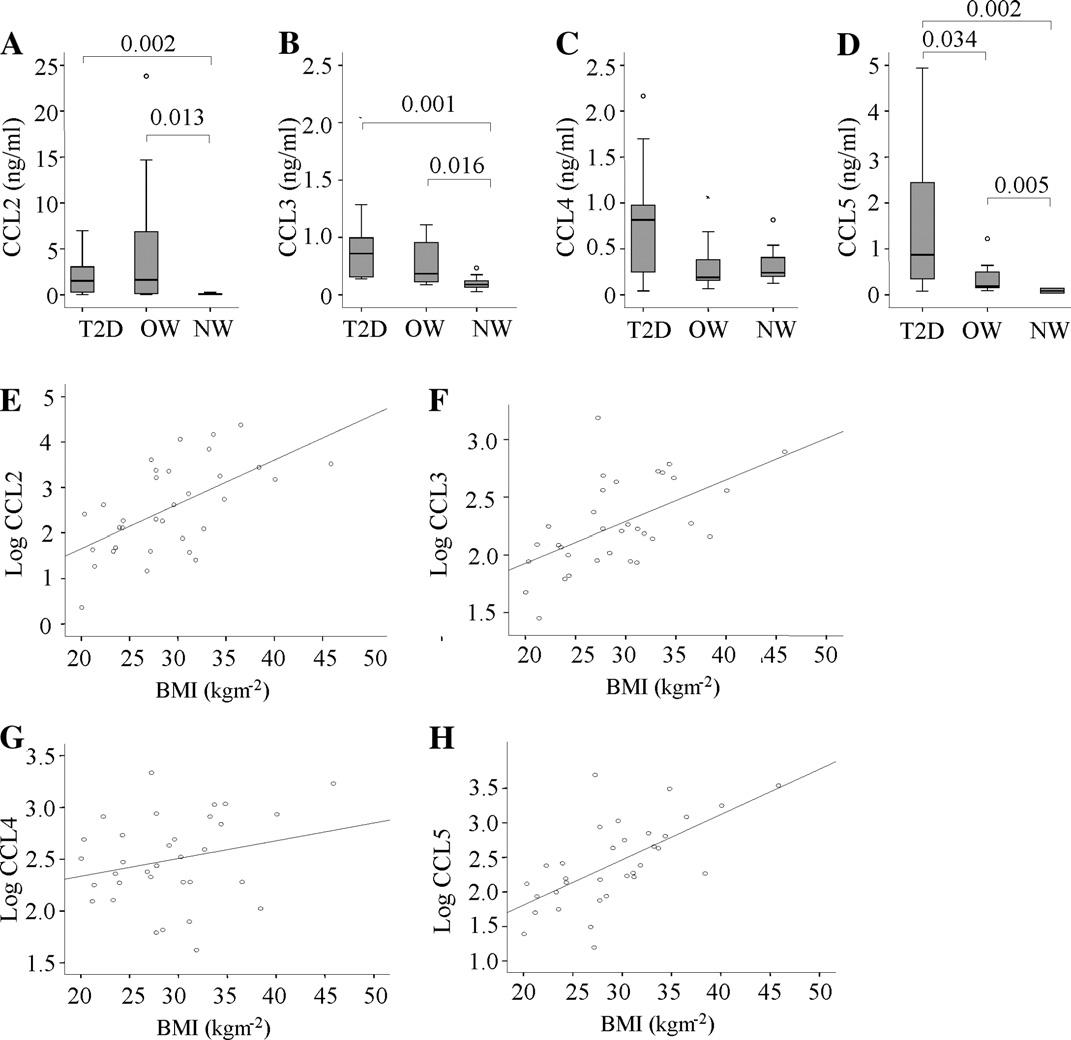 A
0.002
0.013
CCL2 (ng/ml)
25
20
15
10
5
0
T2D OW NW
B
0.001
0.016
CCL3 (ng/ml)
2.5
2.0
1.5
1.0
0
T2D OW NW
C
CCL4 (ng/ml)
2.5
2.0
1.5
1.0
0.5
0
T2D OW NW
D
0.002
0.034
0.005
CCL5 (ng/ml)
5
4
3
2
1
0
T2D OW NW
E
Log CCL2
5
4
3
2
1
0
20 25 30 35 40 45 50
BMI (kgm-2)
F
Log CCL3
3.0
2.5
2.0
1.5
20 25 30 35 40 45 50
BMI (kgm-2)
G
Log CCL4
3.5
3.0
2.5
2.0
1.5
20 25 30 35 40 45 50
BMI (kgm-2)
H
Log CCL5
3.5
3.0
2.5
2.0
1.5
1.0
20 25 30 35 40 45 50
BMI (kgm-2)